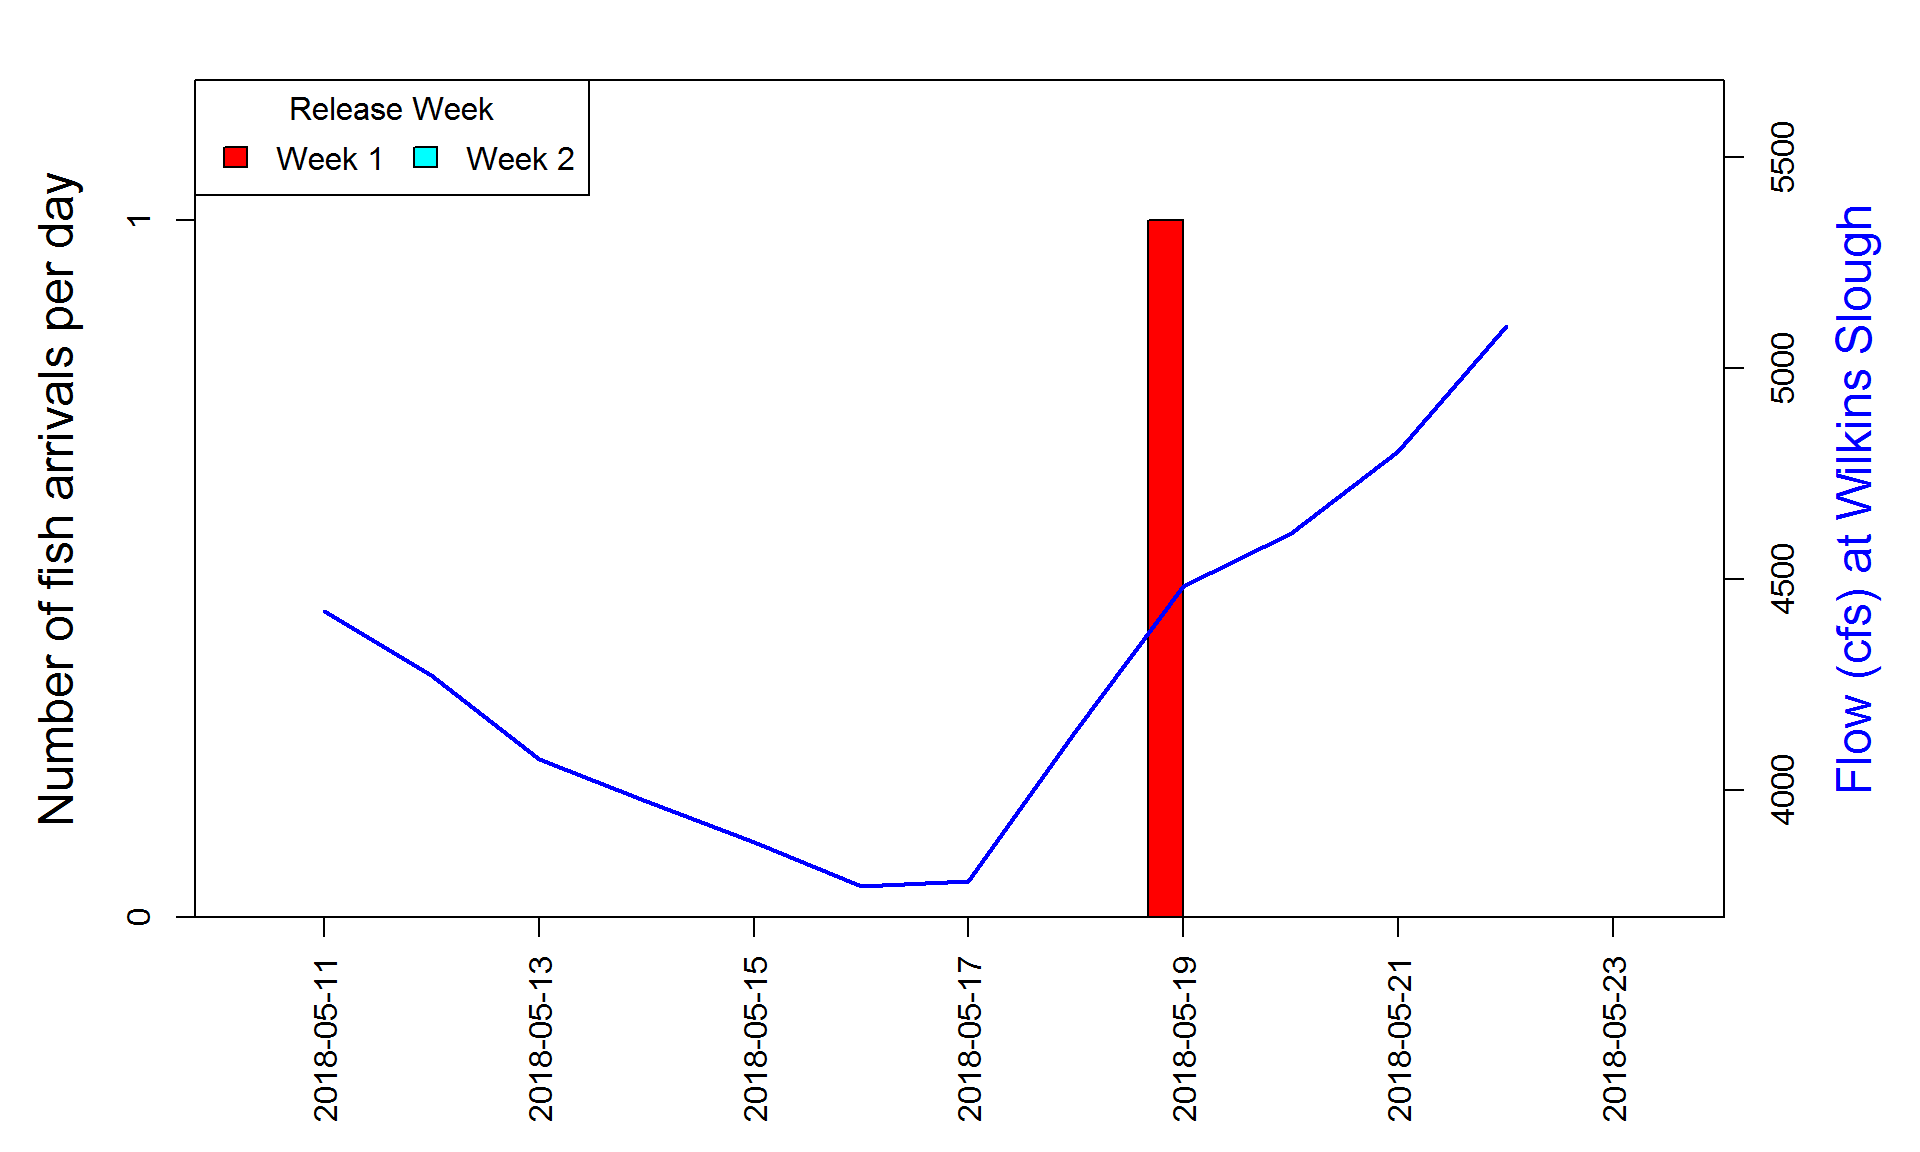 Release Week
Week 1
Week 2
Number of fish arrivals per day
1
0
5500
5000
4500
4000
Flow (cfs) at Wilkins Slough
2018-05-11
2018-05-13
2018-05-15
2018-05-17
2018-05-19
2018-05-21
2018-05-23